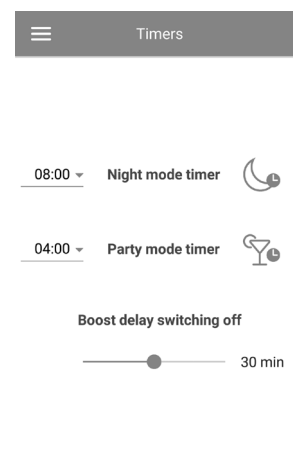 Timers
08:00 Night mode timer
04:00 Party mode timer
Boost delay switching off
30 min